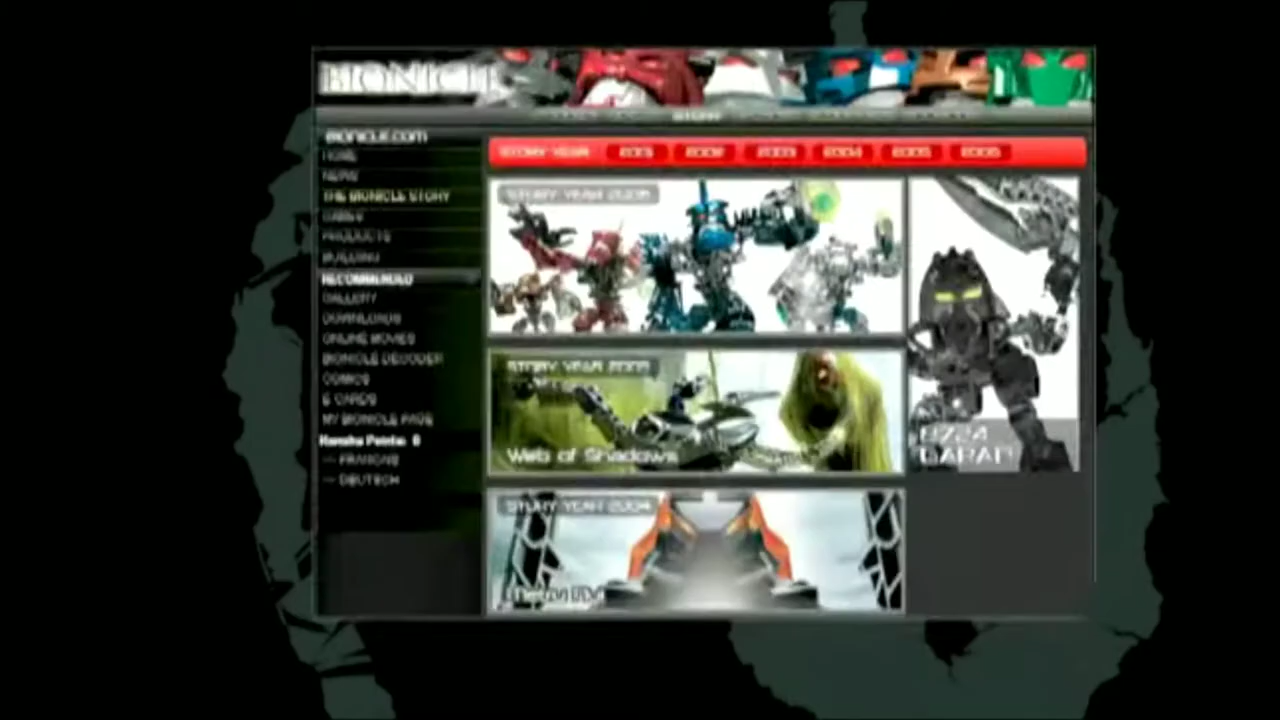 BIONICLE
BIONICLE.COM
HOME
NEWS
THE BIONICLE STORY
GAMES
PRODUCTS
BUILDING
RECOMMENDED
GALLERY
DOWNLOADS
ONLINE MOVIES
BIONICLE DECODER
COMICS
E CARDS
MY BIONICLE PAGE
Kanoka Points: 0
FRANCAIS
DEUTSCH
STORY YEAR 2001 2002 2003 2004 2005 2006
STORY YEAR 2006
STORY YEAR 2005
Web of Shadows
STORY YEAR 2004
8724
GARAN